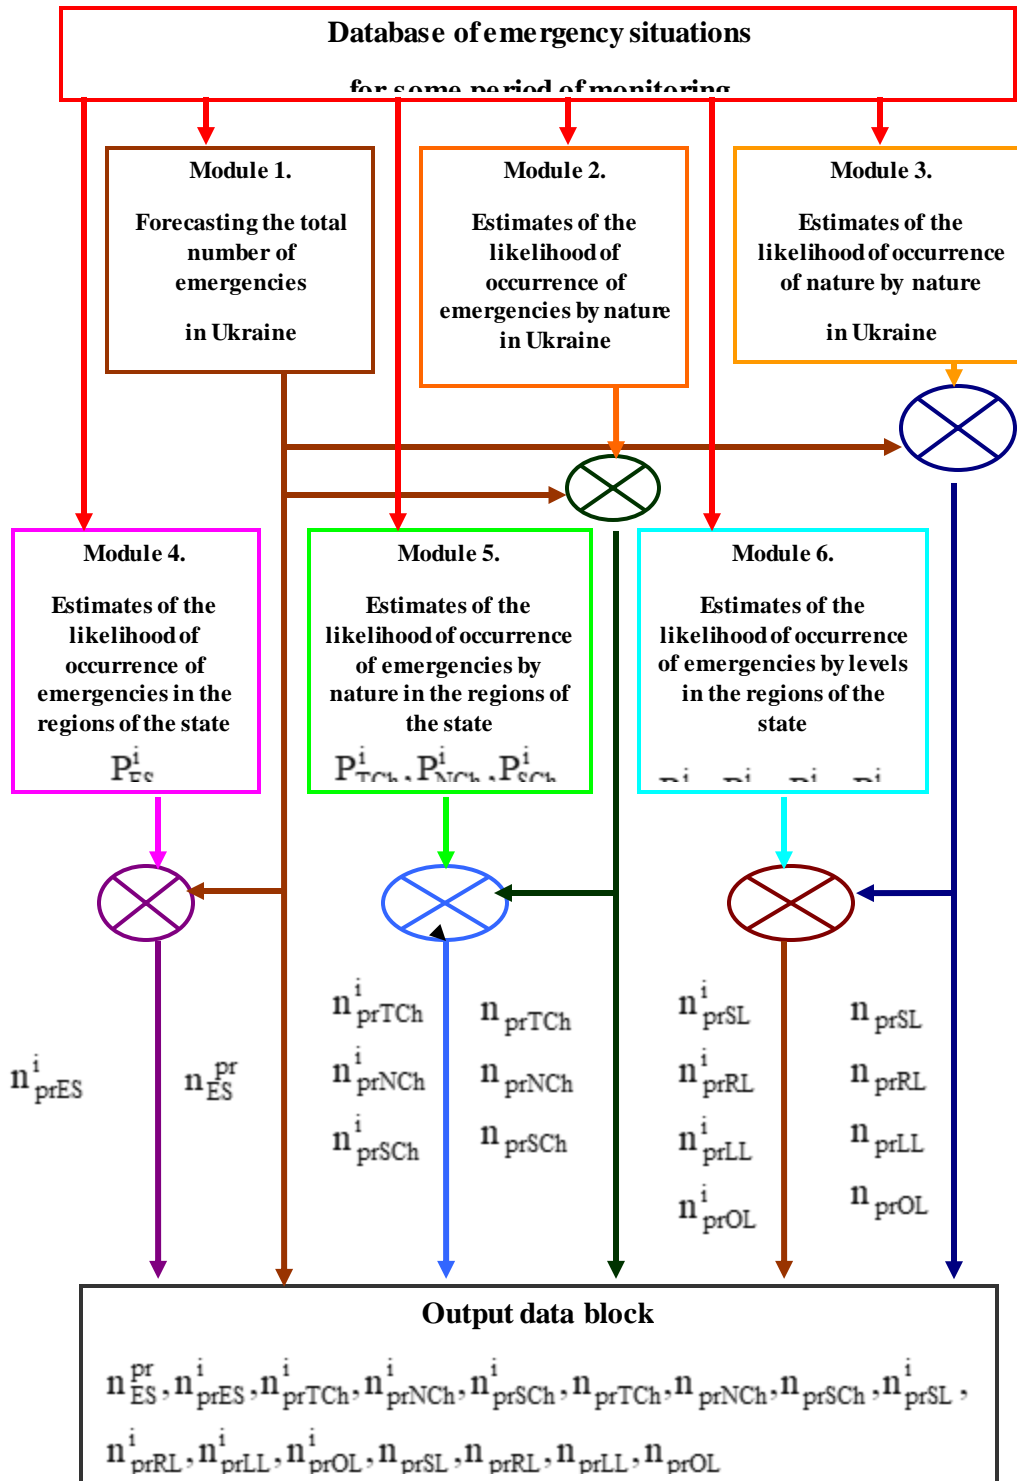 Database of emergency situations
for some period of monitoring
Module 1.
Forecasting the total
number of
emergencies
in Ukraine
Module 2.
Estimates of the
likelihood of
occurrence of
emergencies by nature
in Ukraine
Module 3.
Estimates of the
likelihood of occurrence
of nature by nature
in Ukraine
Module 4.
Estimates of the
likelihood of
occurrence of
emergencies in the
regions of the state
P^i_ES
Module 5.
Estimates of the
likelihood of occurrence
of emergencies by
nature in the regions of
the state
P^i_TCh, P^i_NCh, P^i_SCh
Module 6.
Estimates of the
likelihood of occurrence
of emergencies by levels
in the regions of the
state
n^i_prES
n^pr_ES
n^i_prTCh
n^i_prNCh
n^i_prSCh
n_prTCh
n_prNCh
n_prSCh
n^i_prSL
n^i_prRL
n^i_prLL
n^i_prOL
n_prSL
n_prRL
n_prLL
n_prOL
Output data block
n^pr_ES, n^i_prES, n^i_prTCh, n^i_prNCh, n^i_prSCh, n_prTCh, n_prNCh, n_prSCh, n^i_prSL,
n^i_prRL, n^i_prLL, n^i_prOL, n_prSL, n_prRL, n_prLL, n_prOL